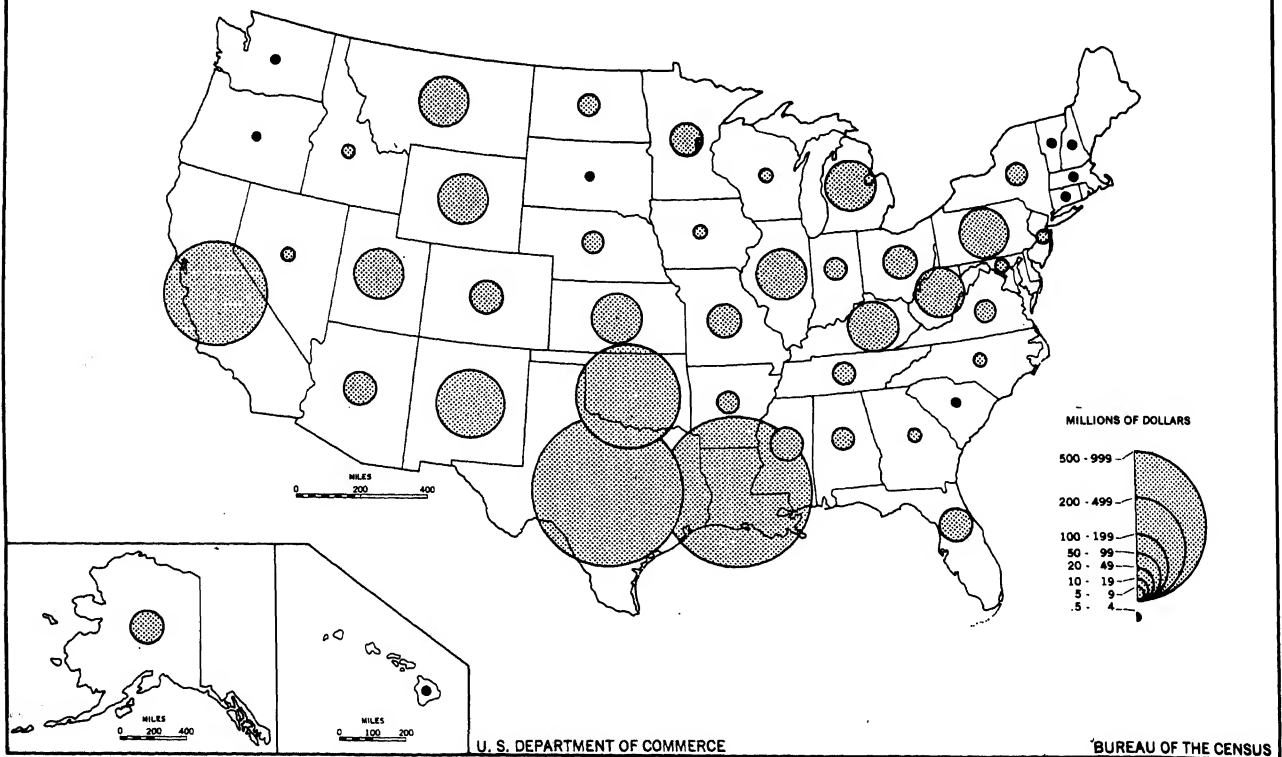 MILES
0 200 400
MILLIONS OF DOLLARS
500 - 999
200 - 499
100 - 199
50 - 99
20 - 49
10 - 19
5 - 9
.5 - 4
MILES
0 200 400
MILES
0 100 200
U. S. DEPARTMENT OF COMMERCE
BUREAU OF THE CENSUS